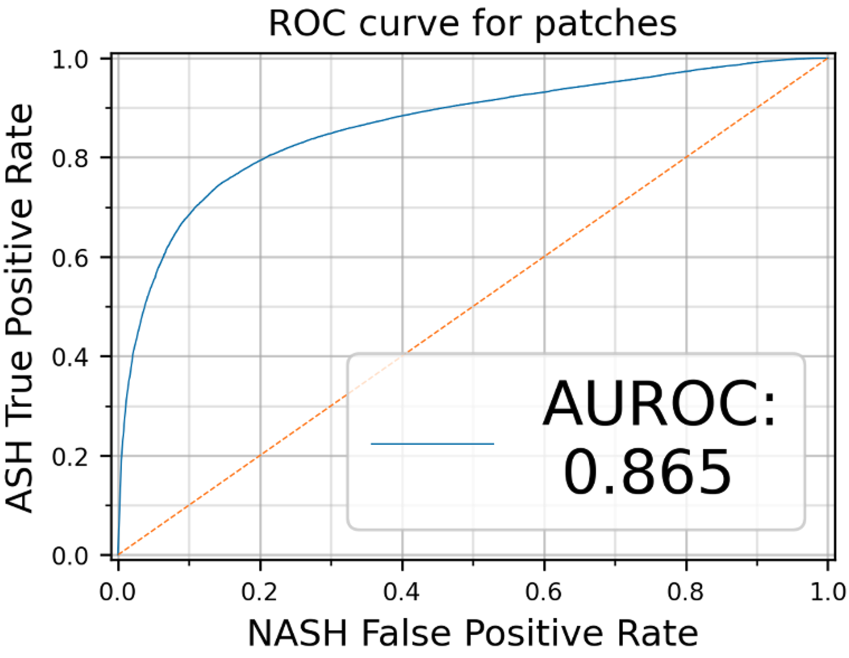 ROC curve for patches
1.0
0.8
0.6
0.4
0.2
0.0
ASH True Positive Rate
AUROC:
0.865
0.0 0.2 0.4 0.6 0.8 1.0
NASH False Positive Rate